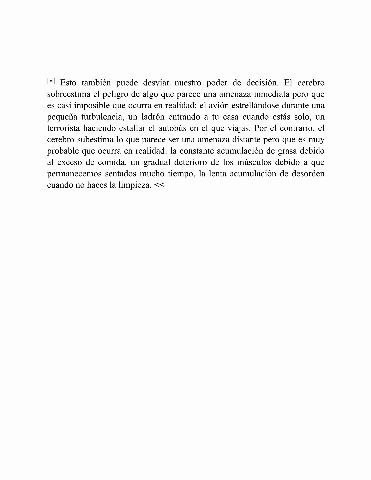 [*] Esto también puede desviar nuestro poder de decisión. El cerebro
sobreestima el peligro de algo que parece una amenaza inmediata pero que
es casi imposible que ocurra en realidad: el avión estrellándose durante una
pequeña turbulencia, un ladrón entrando a tu casa cuando estás solo, un
terrorista haciendo estallar el autobús en el que viajas. Por el contrario, el
cerebro subestima lo que parece ser una amenaza distante pero que es muy
probable que ocurra en realidad: la constante acumulación de grasa debido
al exceso de comida, un gradual deterioro de los músculos debido a que
permanecemos sentados mucho tiempo, la lenta acumulación de desorden
cuando no haces la limpieza. <<